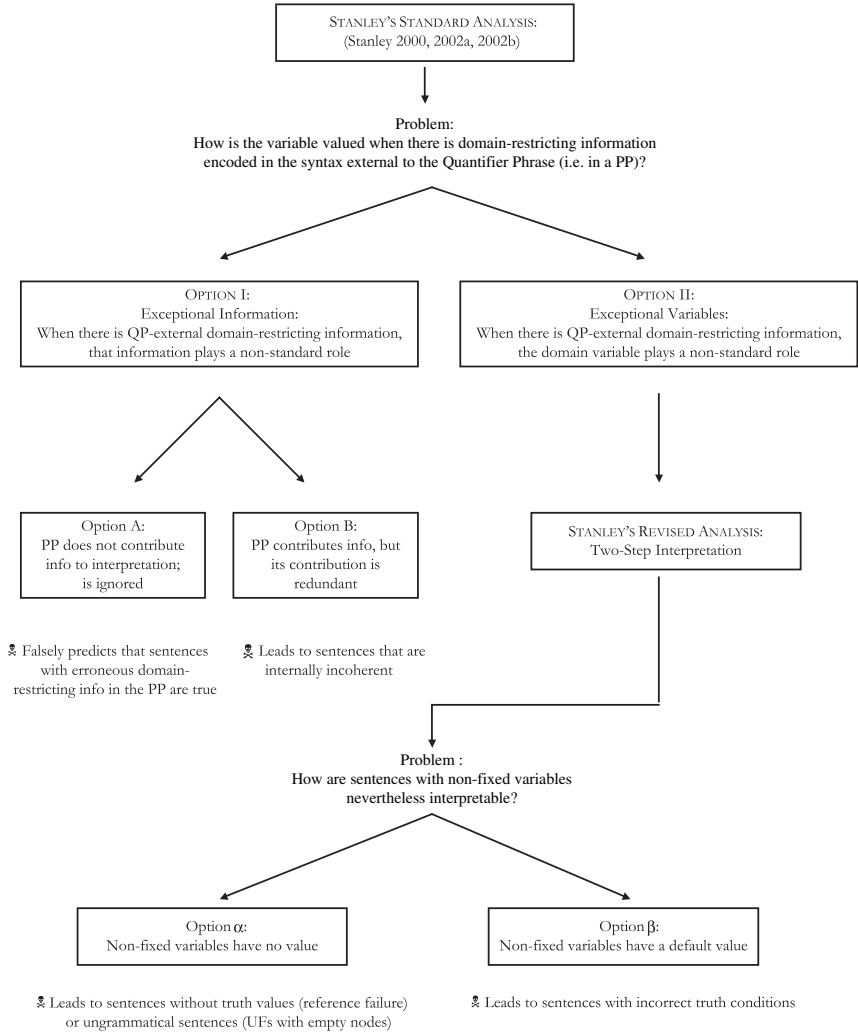 STANLEY'S STANDARD ANALYSIS:
(Stanley 2000, 2002a, 2002b)
Problem:
How is the variable valued when there is domain-restricting information
encoded in the syntax external to the Quantifier Phrase (i.e. in a PP)?
OPTION I:
Exceptional Information:
When there is QP-external domain-restricting information,
that information plays a non-standard role
OPTION II:
Exceptional Variables:
When there is QP-external domain-restricting information,
the domain variable plays a non-standard role
Option A:
PP does not contribute
info to interpretation;
is ignored
Option B:
PP contributes info, but
its contribution is
redundant
STANLEY'S REVISED ANALYSIS:
Two-Step Interpretation
☠ Falsely predicts that sentences
with erroneous domain-
restricting info in the PP are true
☠ Leads to sentences that are
internally incoherent
Problem :
How are sentences with non-fixed variables
nevertheless interpretable?
Option α:
Non-fixed variables have no value
Option β:
Non-fixed variables have a default value
☠ Leads to sentences without truth values (reference failure)
or ungrammatical sentences (UFs with empty nodes)
☠ Leads to sentences with incorrect truth conditions